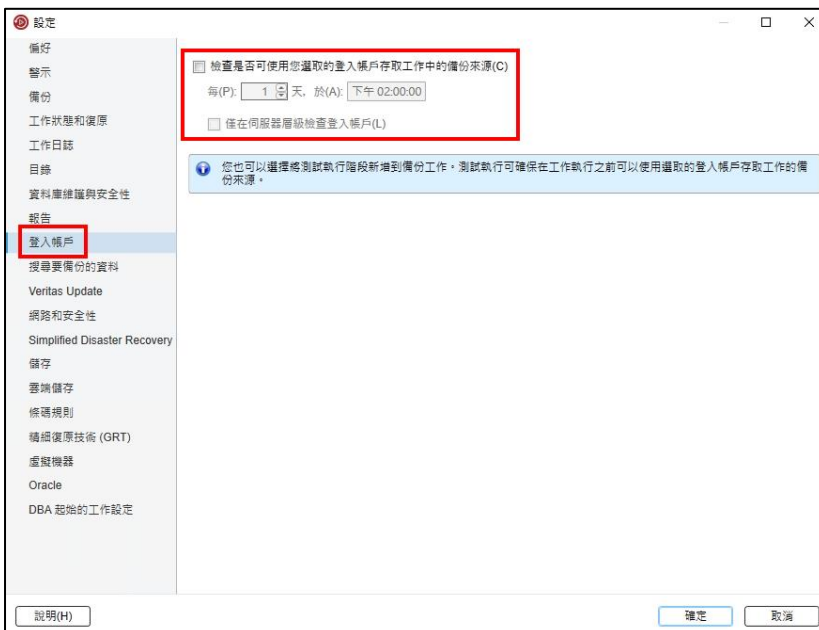 設定
偏好
警示
備份
工作狀態和復原
工作日誌
目錄
資料庫維護與安全性
報告
登入帳戶
搜尋要備份的資料
Veritas Update
網路和安全性
Simplified Disaster Recovery
儲存
雲端儲存
條碼規則
精細復原技術 (GRT)
虛擬機器
Oracle
DBA 起始的工作設定
檢查是否可使用您選取的登入帳戶存取工作中的備份來源(C)
每(P): 1 天, 於(A): 下午 02:00:00
僅在伺服器層級檢查登入帳戶(L)
您也可以選擇將測試執行階段新增到備份工作。測試執行可確保在工作執行之前可以使用選取的登入帳戶存取工作的備
份來源。
說明(H)
確定
取消